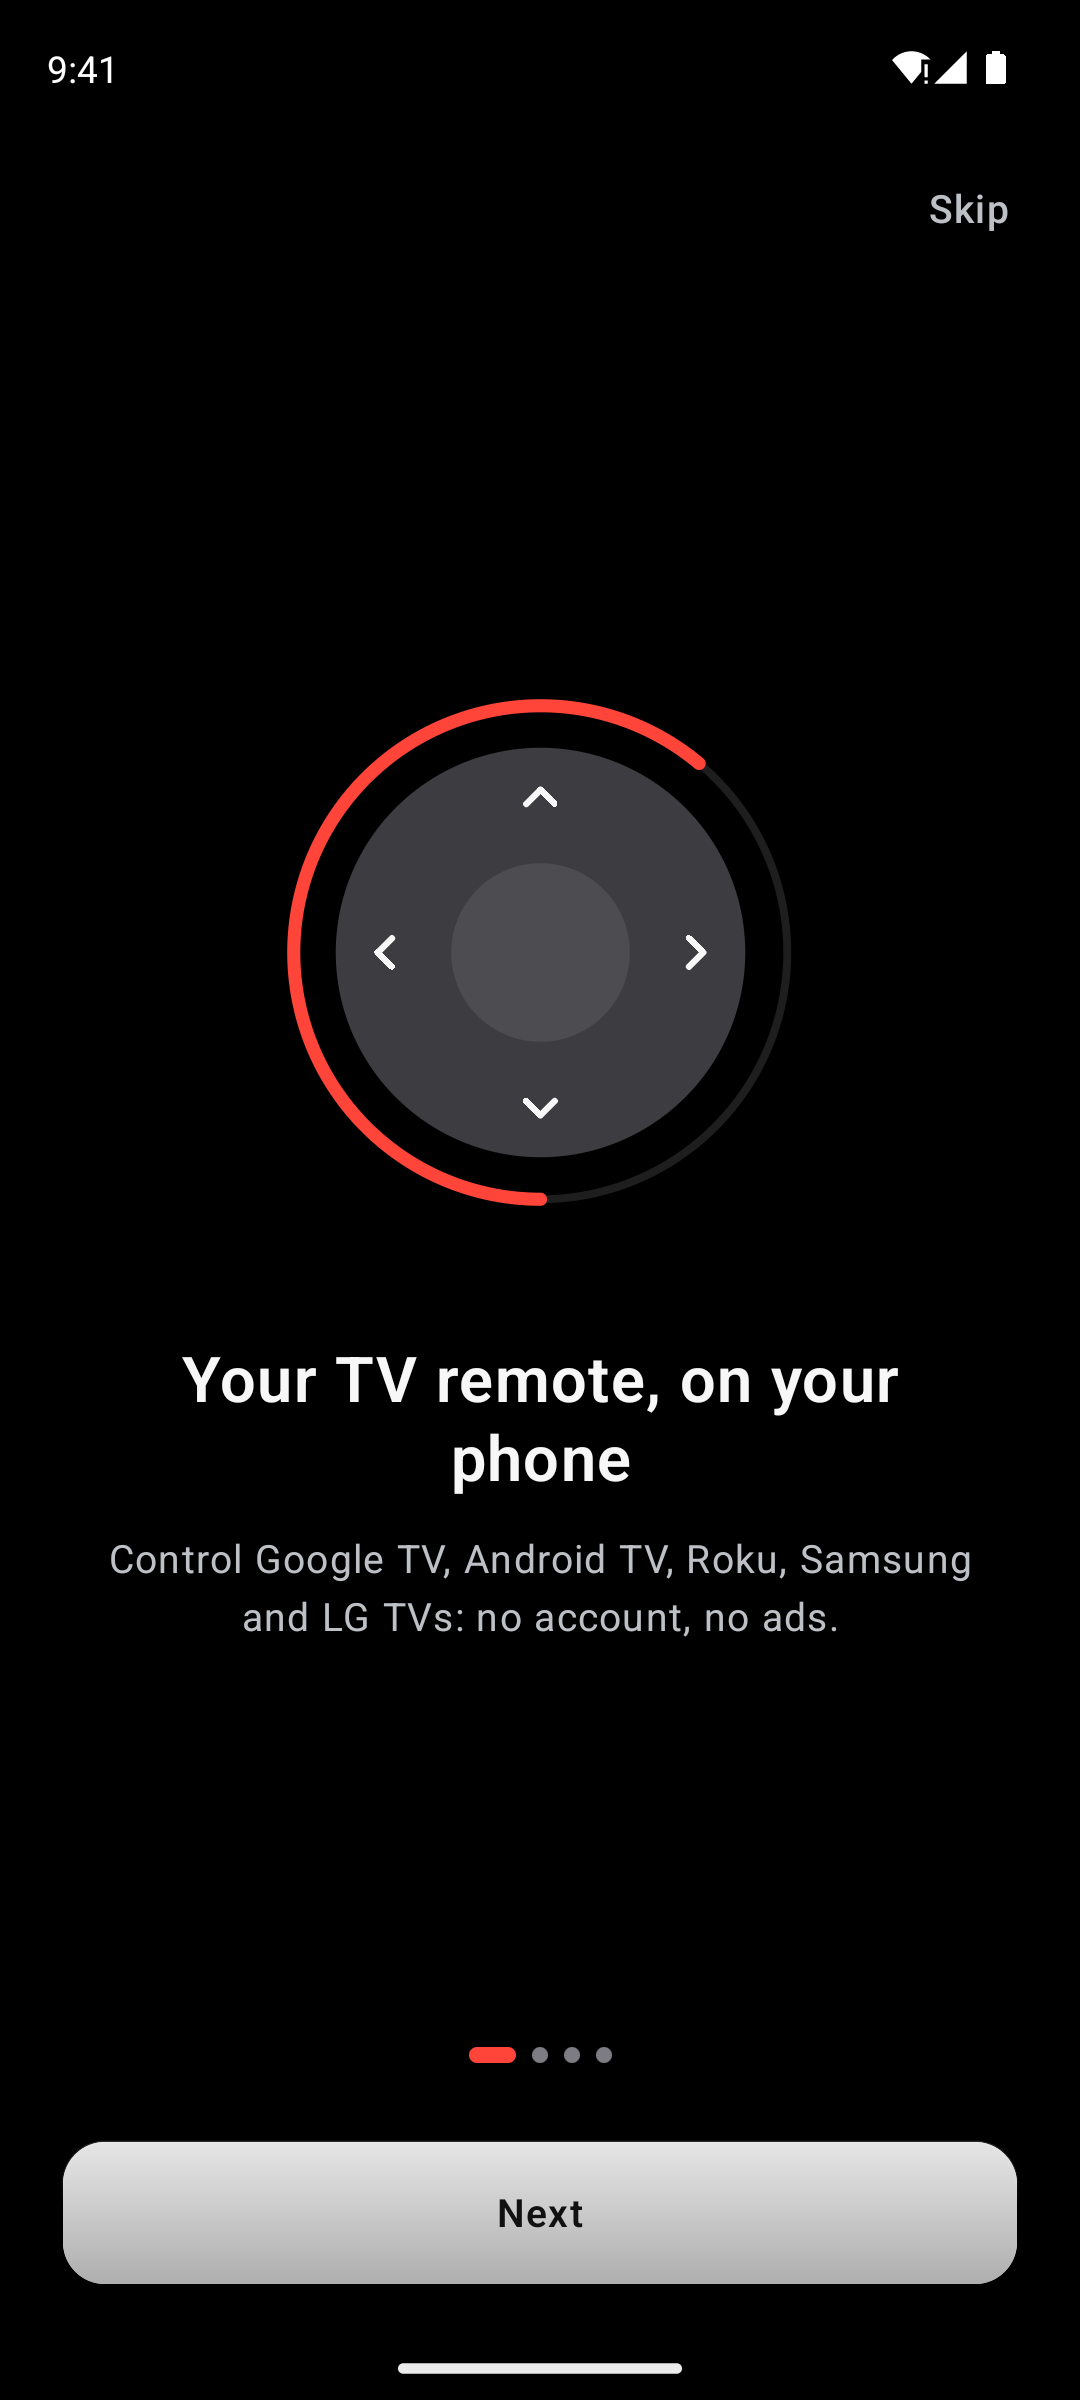 9:41
Skip
Your TV remote, on your
phone
Control Google TV, Android TV, Roku, Samsung
and LG TVs: no account, no ads.
Next